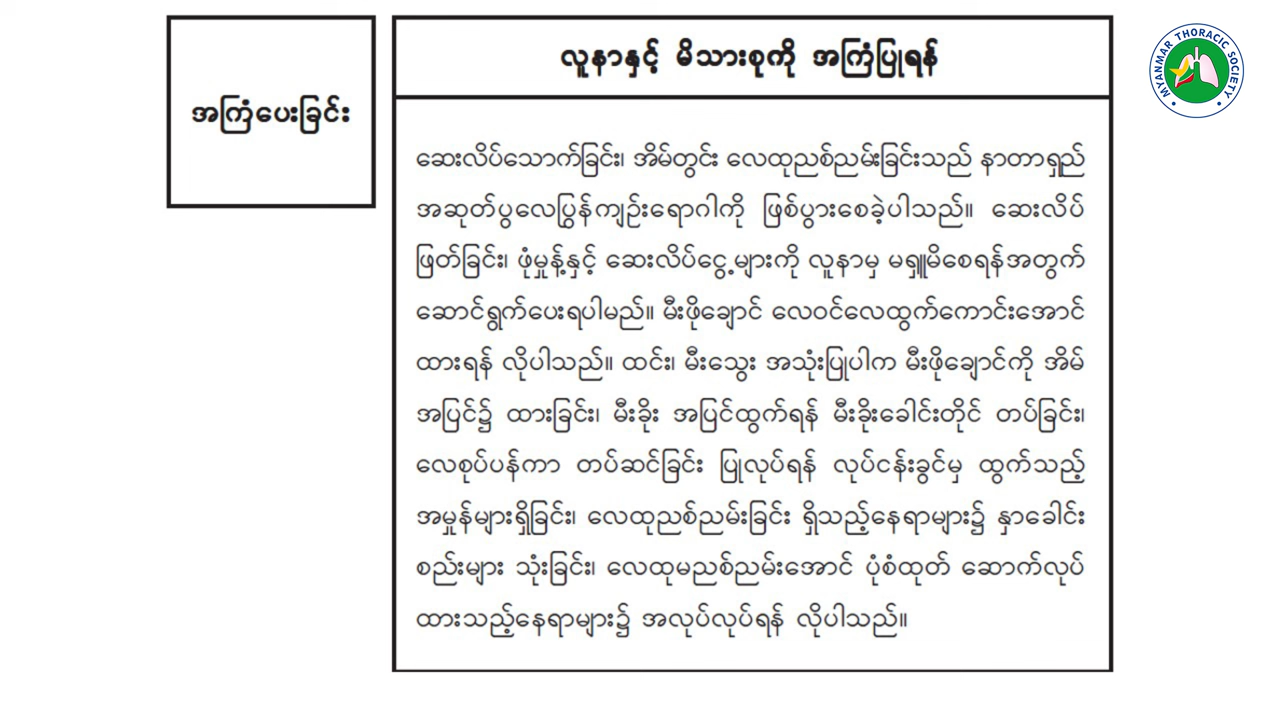 အကြံပေးခြင်း
လူနာနှင့် မိသားစုကို အကြံပြုရန်
ဆေးလိပ်သောက်ခြင်း၊ အိမ်တွင်း လေထုညစ်ညမ်းခြင်းသည် နာတာရှည်
အဆုတ်ပွလေပြွန်ကျဉ်းရောဂါကို ဖြစ်ပွားစေခဲ့ပါသည်။ ဆေးလိပ်
ဖြတ်ခြင်း၊ ဖုံမှုန့်နှင့် ဆေးလိပ်ငွေ့များကို လူနာမှ မရှူမိစေရန်အတွက်
ဆောင်ရွက်ပေးရပါမည်။ မီးဖိုချောင် လေဝင်လေထွက်ကောင်းအောင်
ထားရန် လိုပါသည်။ ထင်း၊ မီးသွေး အသုံးပြုပါက မီးဖိုချောင်ကို အိမ်
အပြင်၌ ထားခြင်း၊ မီးခိုး အပြင်ထွက်ရန် မီးခိုးခေါင်းတိုင် တပ်ခြင်း၊
လေစုပ်ပန်ကာ တပ်ဆင်ခြင်း ပြုလုပ်ရန် လုပ်ငန်းခွင်မှ ထွက်သည့်
အမှုန်များရှိခြင်း၊ လေထုညစ်ညမ်းခြင်း ရှိသည့်နေရာများ၌ နှာခေါင်း
စည်းများ သုံးခြင်း၊ လေထုမညစ်ညမ်းအောင် ပုံစံထုတ် ဆောက်လုပ်
ထားသည့်နေရာများ၌ အလုပ်လုပ်ရန် လိုပါသည်။
MYANMAR THORACIC SOCIETY